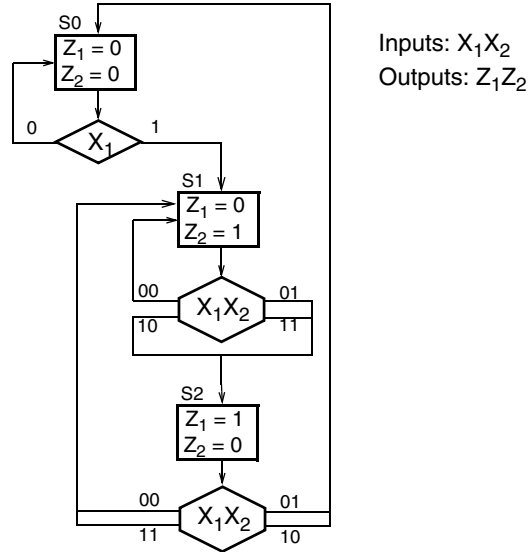 S0
Z1 = 0
Z2 = 0
Inputs: X1X2
Outputs: Z1Z2
0
X1
1
S1
Z1 = 0
Z2 = 1
00
X1X2
01
10
11
S2
Z1 = 1
Z2 = 0
00
X1X2
01
11
10